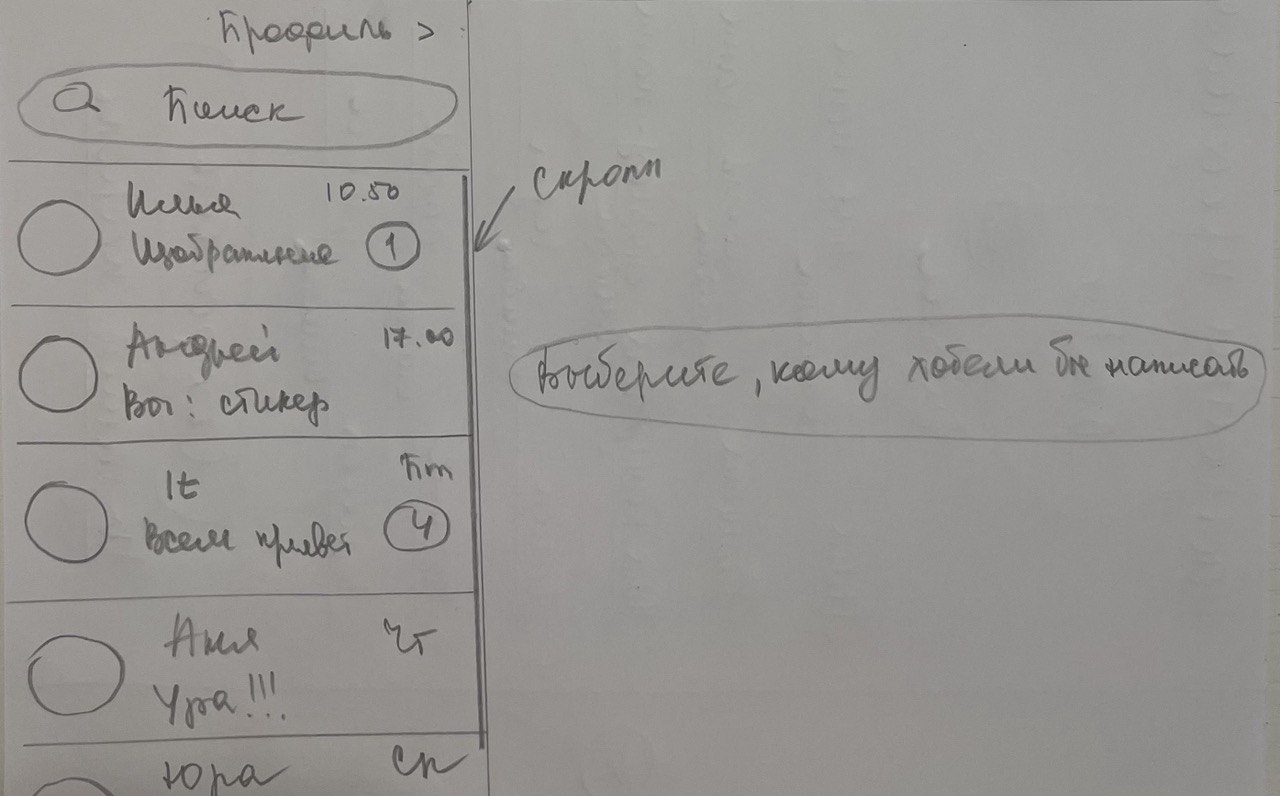 Профиль >
Поиск
Скролл
Илья 10.50
Изображение 1
Андрей 17.00
Вы: стикер
Выберите, кому хотели бы написать
It Пт
Всем привет 4
Аня Чт
Ура!!!
Юра Ср